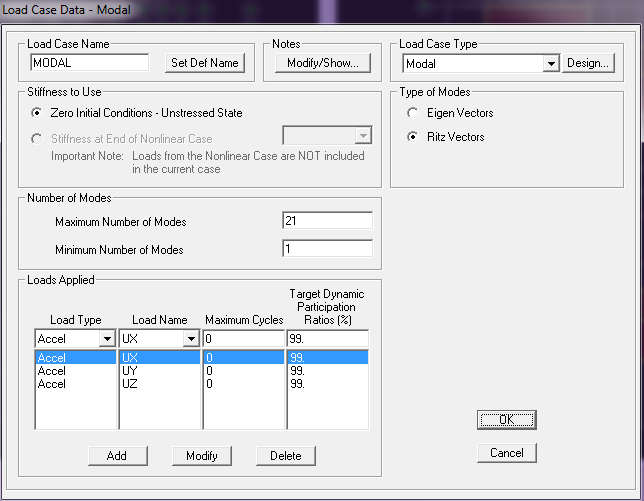 Load Case Data - Modal
Load Case Name
MODAL
Set Def Name
Notes
Modify/Show...
Load Case Type
Modal
Design...
Stiffness to Use
Zero Initial Conditions - Unstressed State
Stiffness at End of Nonlinear Case
Important Note: Loads from the Nonlinear Case are NOT included
in the current case
Type of Modes
Eigen Vectors
Ritz Vectors
Number of Modes
Maximum Number of Modes 21
Minimum Number of Modes 1
Loads Applied
Target Dynamic
Participation
Load Type Load Name Maximum Cycles Ratios (%)
Accel UX 0 99.
Accel UX 0 99.
Accel UY 0 99.
Accel UZ 0 99.
Add
Modify
Delete
OK
Cancel